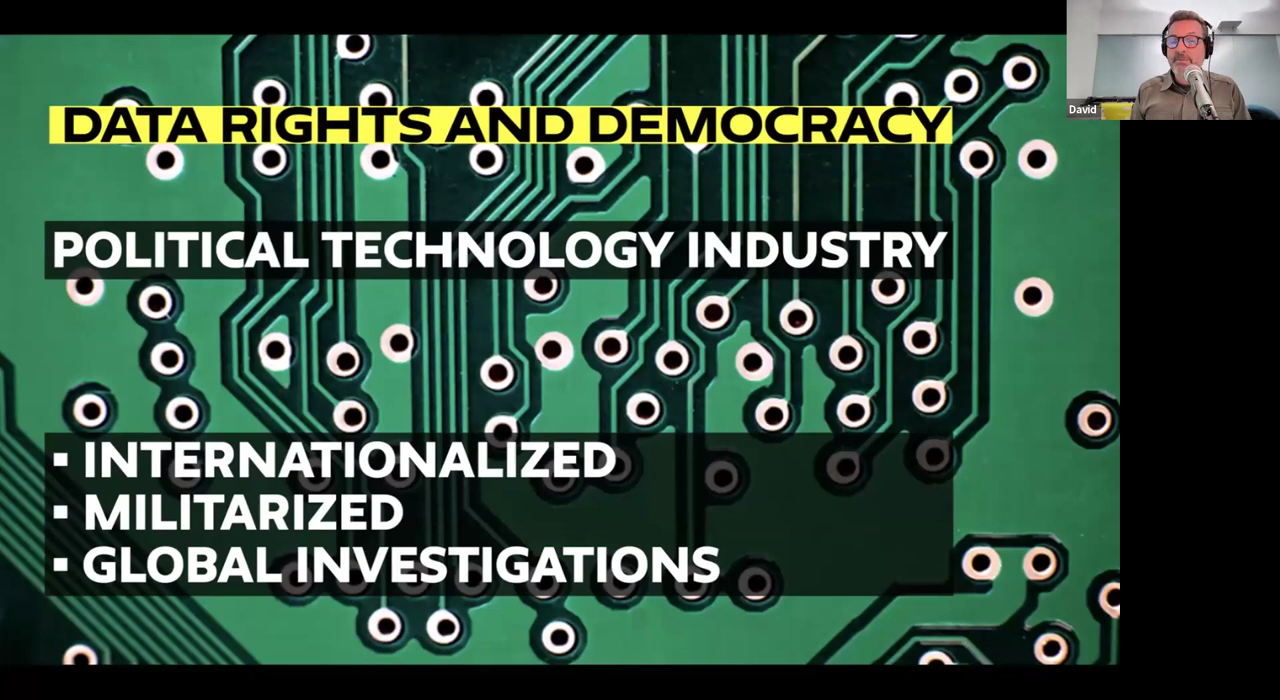 DATA RIGHTS AND DEMOCRACY
David
POLITICAL TECHNOLOGY INDUSTRY
▪ INTERNATIONALIZED
▪ MILITARIZED
▪ GLOBAL INVESTIGATIONS